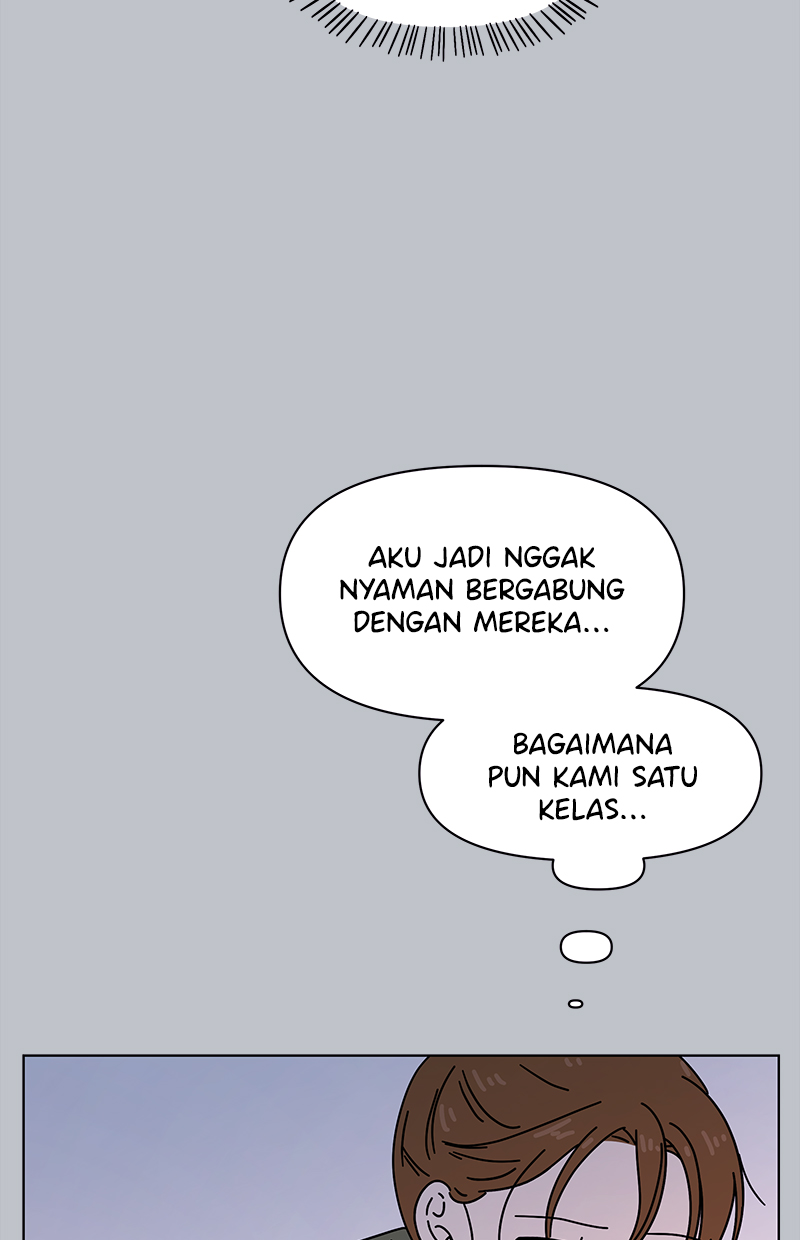 AKU JADI NGGAK
NYAMAN BERGABUNG
DENGAN MEREKA...
BAGAIMANA
PUN KAMI SATU
KELAS...